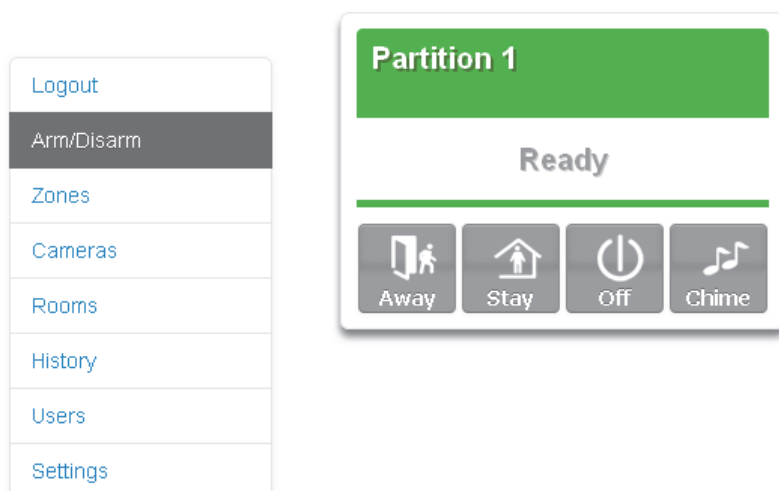 Logout
Arm/Disarm
Zones
Cameras
Rooms
History
Users
Settings
Partition 1
Ready
Away
Stay
Off
Chime